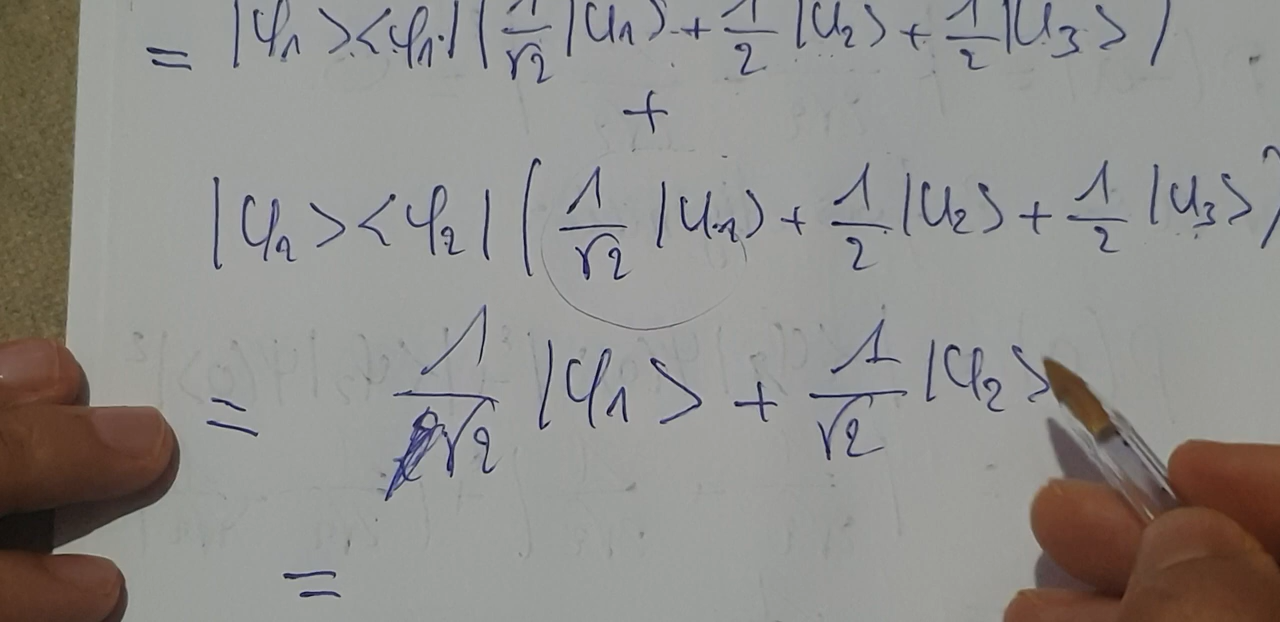 = |φ₁><φ₁|(1/√2 |U₁> + 1/2 |U₂> + 1/2 |U₃>)
+
|φ₂><φ₂|(1/√2 |U₁> + 1/2 |U₂> + 1/2 |U₃>)
= 1/√2 |φ₁> + 1/√2 |φ₂>
=